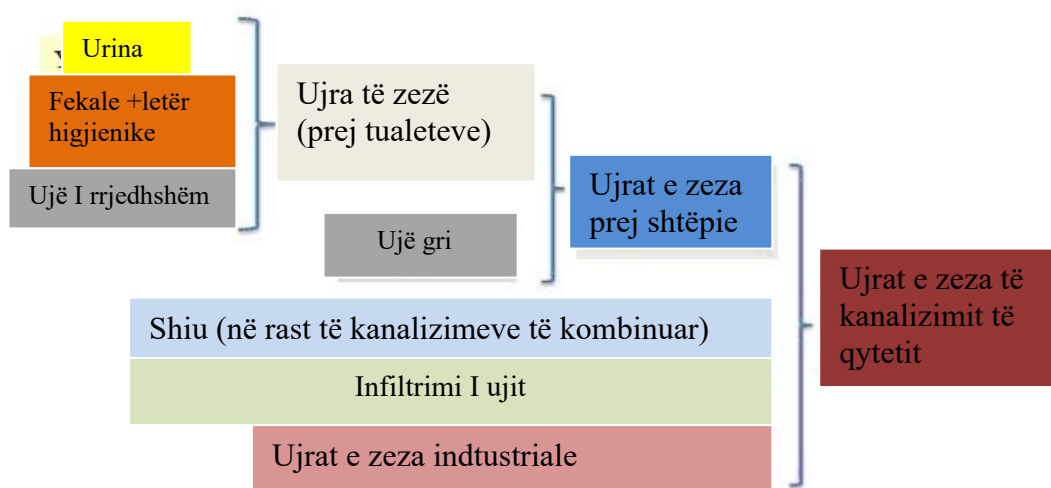 Urina
Fekale +letër
higjienike
Ujë I rrjedhshëm
Ujra të zezë
(prej tualeteve)
Ujë gri
Ujrat e zeza
prej shtëpie
Shiu (në rast të kanalizimeve të kombinuar)
Infiltrimi I ujit
Ujrat e zeza indtustriale
Ujrat e zeza të
kanalizimit të
qytetit